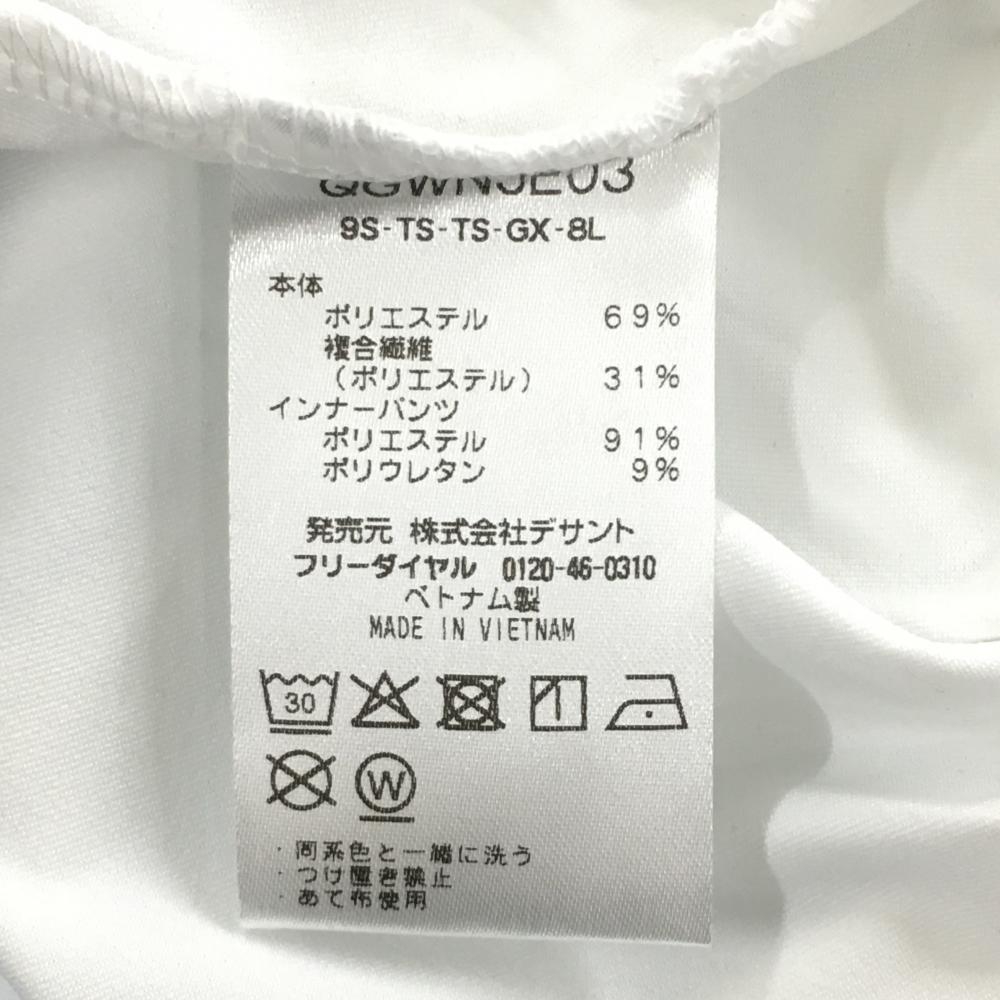 QGWNJE03
9S-TS-TS-GX-8L
本体
ポリエステル 69%
複合繊維
(ポリエステル) 31%
インナーパンツ
ポリエステル 91%
ポリウレタン 9%
発売元 株式会社デサント
フリーダイヤル 0120-46-0310
ベトナム製
MADE IN VIETNAM
30
W
・同系色と一緒に洗う
・つけ置き禁止
・あて布使用